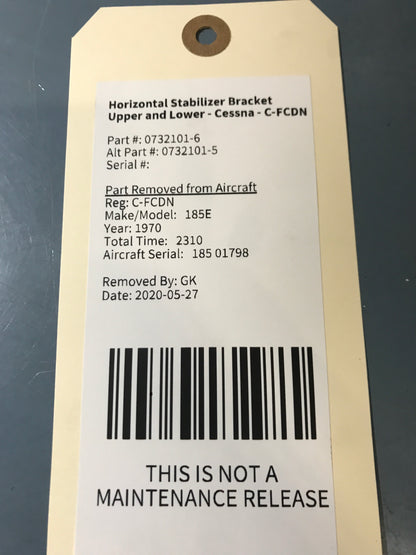 Horizontal Stabilizer Bracket
Upper and Lower - Cessna - C-FCDN
Part #: 0732101-6
Alt Part #: 0732101-5
Serial #:
Part Removed from Aircraft
Reg: C-FCDN
Make/Model: 185E
Year: 1970
Total Time: 2310
Aircraft Serial: 185 01798
Removed By: GK
Date: 2020-05-27
THIS IS NOT A
MAINTENANCE RELEASE